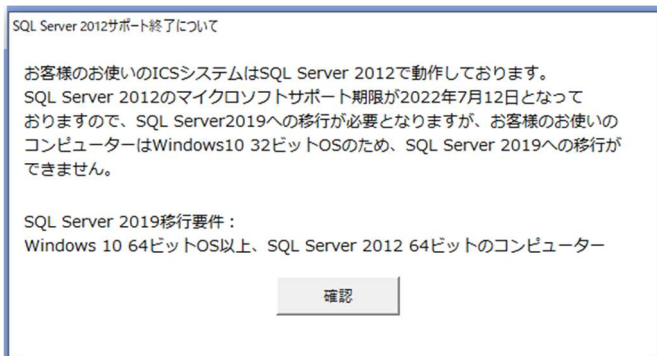 SQL Server 2012サポート終了について
お客様のお使いのICSシステムはSQL Server 2012で動作しております。
SQL Server 2012のマイクロソフトサポート期限が2022年7月12日となって
おりますので、SQL Server2019への移行が必要となりますが、お客様のお使いの
コンピューターはWindows10 32ビットOSのため、SQL Server 2019への移行が
できません。
SQL Server 2019移行要件：
Windows 10 64ビットOS以上、SQL Server 2012 64ビットのコンピューター
確認